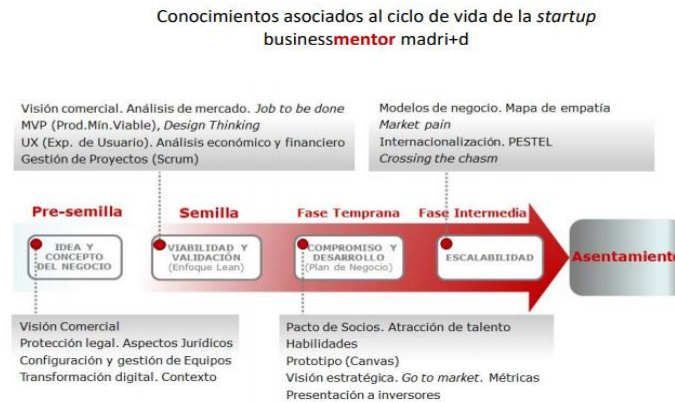 Conocimientos asociados al ciclo de vida de la startup
businessmentor madri+d
Visión comercial. Análisis de mercado. Job to be done
MVP (Prod.Mín.Viable), Design Thinking
UX (Exp. de Usuario). Análisis económico y financiero
Gestión de Proyectos (Scrum)
Modelos de negocio. Mapa de empatía
Market pain
Internacionalización. PESTEL
Crossing the chasm
Pre-semilla
Semilla
Fase Temprana
Fase Intermedia
IDEA Y
CONCEPTO
DEL NEGOCIO
VIABILIDAD Y
VALIDACIÓN
(Enfoque Lean)
COMPROMISO Y
DESARROLLO
(Plan de Negocio)
ESCALABILIDAD
Asentamiento
Visión Comercial
Protección legal. Aspectos Jurídicos
Configuración y gestión de Equipos
Transformación digital. Contexto
Pacto de Socios. Atracción de talento
Habilidades
Prototipo (Canvas)
Visión estratégica. Go to market. Métricas
Presentación a inversores